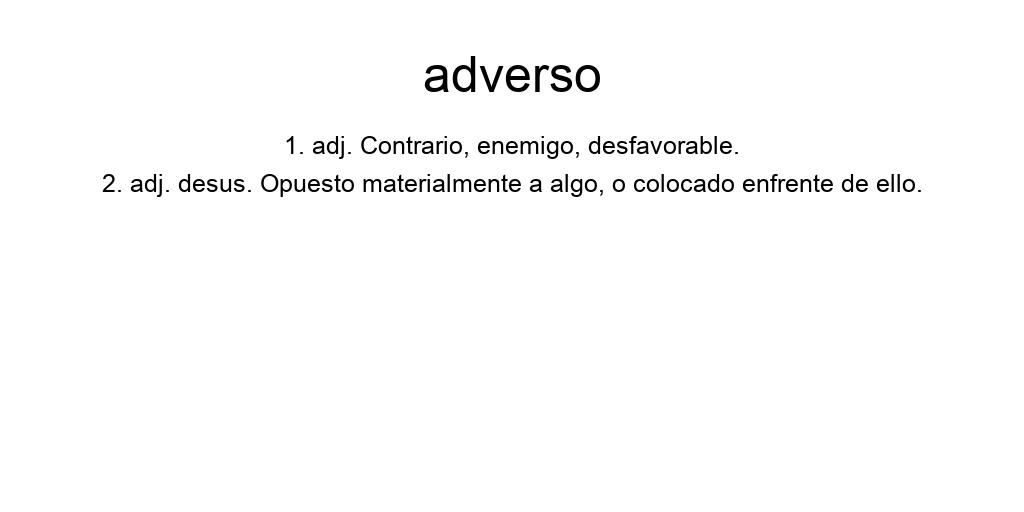 adverso
1. adj. Contrario, enemigo, desfavorable.
2. adj. desus. Opuesto materialmente a algo, o colocado enfrente de ello.